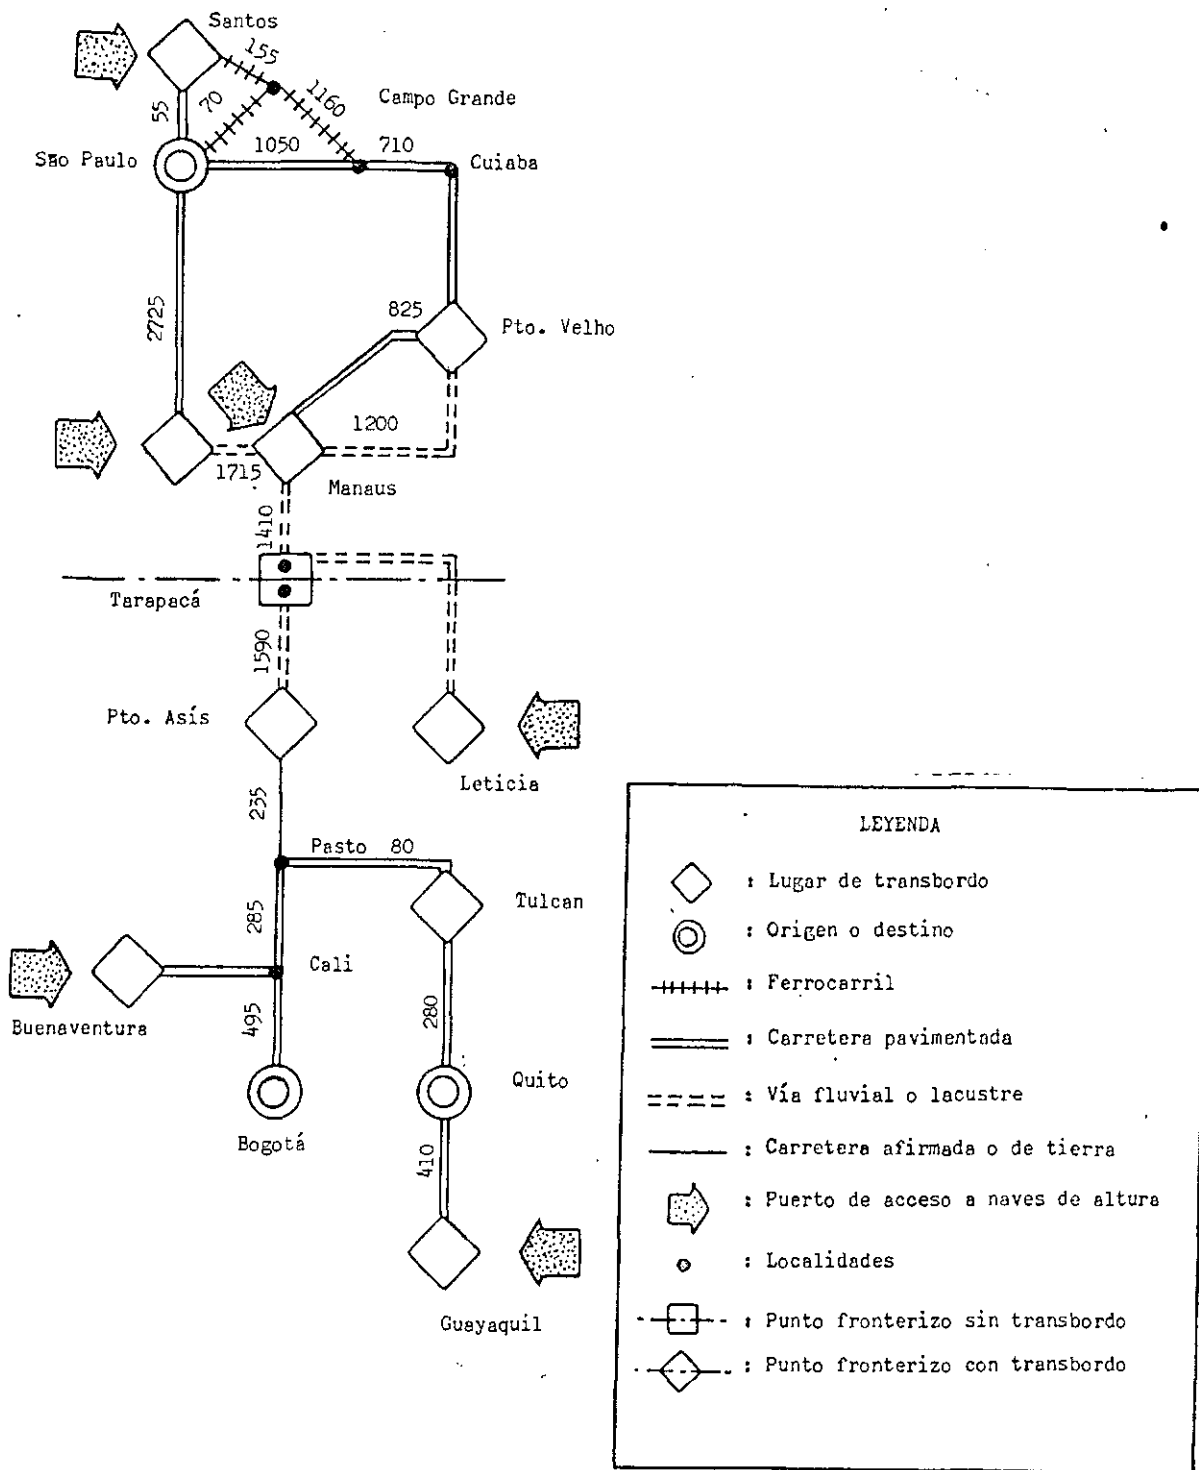 Santos
155
1160
Campo Grande
55
70
1050
710
São Paulo
Cuiaba
2725
825
Pto. Velho
1200
1715
Manaus
1410
Tarapacá
1590
Pto. Asís
Leticia
235
Pasto 80
Tulcan
285
Cali
Buenaventura
495
280
Quito
Bogotá
410
Guayaquil
LEYENDA
: Lugar de transbordo
: Origen o destino
: Ferrocarril
: Carretera pavimentada
: Vía fluvial o lacustre
: Carretera afirmada o de tierra
: Puerto de acceso a naves de altura
: Localidades
: Punto fronterizo sin transbordo
: Punto fronterizo con transbordo